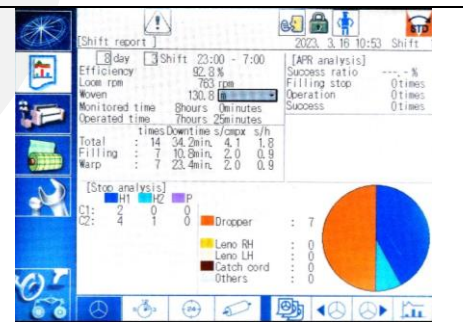 [Shift report ]
2023. 3.16 10:53 Shift
8 day 3 Shift 23:00 - 7:00
Efficiency 92.8 %
Loom rpm 763 rpm
Woven 130.8 m
Monitored time 8hours 0minutes
Operated time 7hours 25minutes
times Downtime s/cmpx s/h
Total : 14 34.2min. 4.1 1.8
Filling : 7 10.8min. 2.0 0.9
Warp : 7 23.4min. 2.0 0.9
[APR analysis]
Success ratio ---.-%
Filling stop 0times
Operation 0times
Success 0times
[Stop analysis]
H1 H2 P
C1: 2 0 0
C2: 4 1 0
Dropper : 7
Leno RH : 0
Leno LH : 0
Catch cord : 0
Others : 0